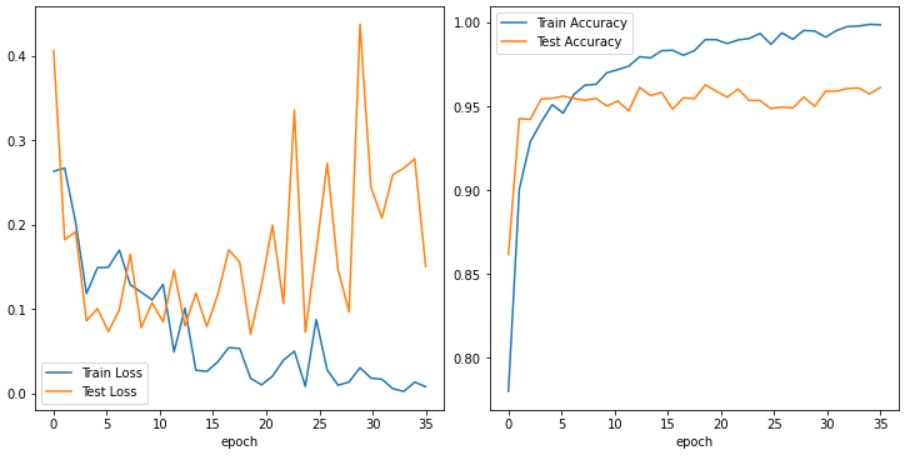 0.4
0.3
0.2
0.1
0.0
Train Loss
Test Loss
0 5 10 15 20 25 30 35
epoch
1.00
0.95
0.90
0.85
0.80
Train Accuracy
Test Accuracy
0 5 10 15 20 25 30 35
epoch